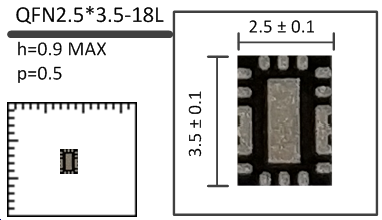 QFN2.5*3.5-18L
h=0.9 MAX
p=0.5
2.5 ± 0.1
3.5 ± 0.1